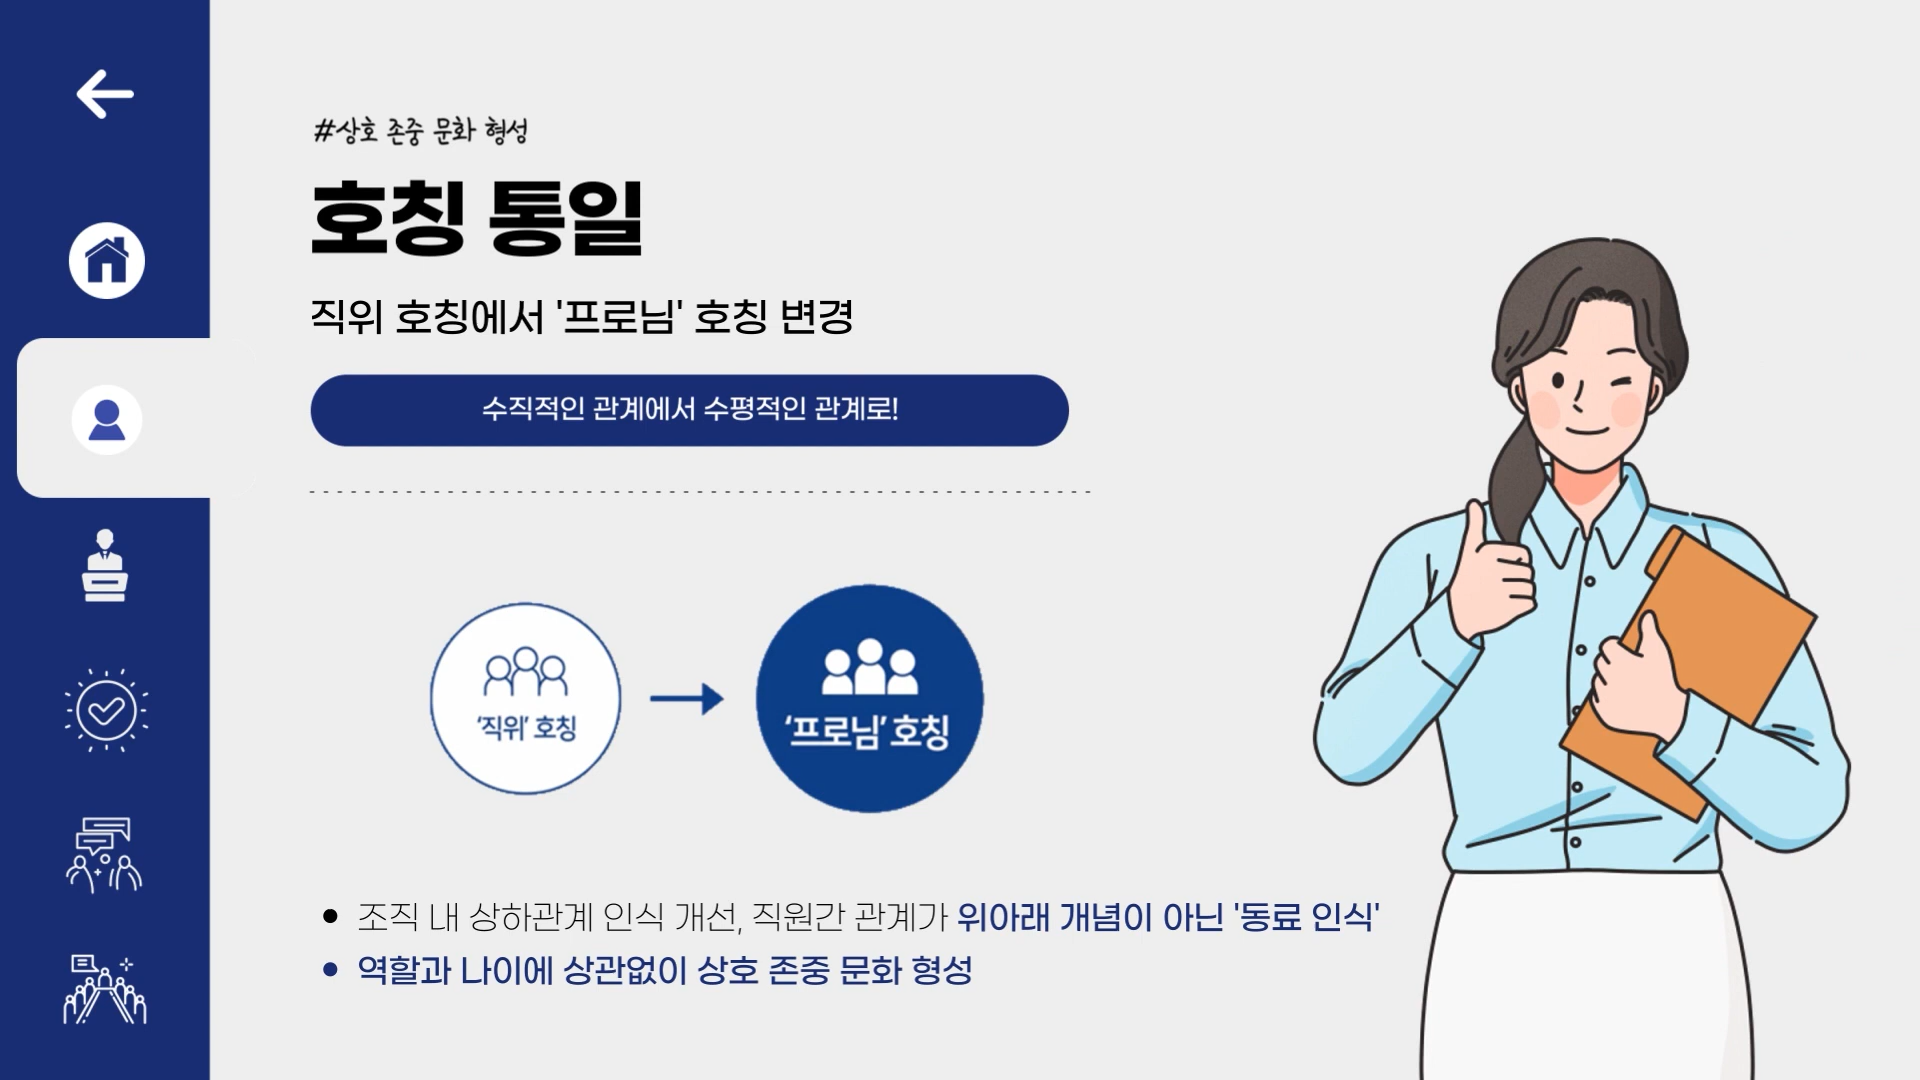 #상호 존중 문화 형성
호칭 통일
직위 호칭에서 '프로님' 호칭 변경
수직적인 관계에서 수평적인 관계로!
'직위' 호칭
'프로님' 호칭
조직 내 상하관계 인식 개선, 직원간 관계가 위아래 개념이 아닌 '동료 인식'
역할과 나이에 상관없이 상호 존중 문화 형성